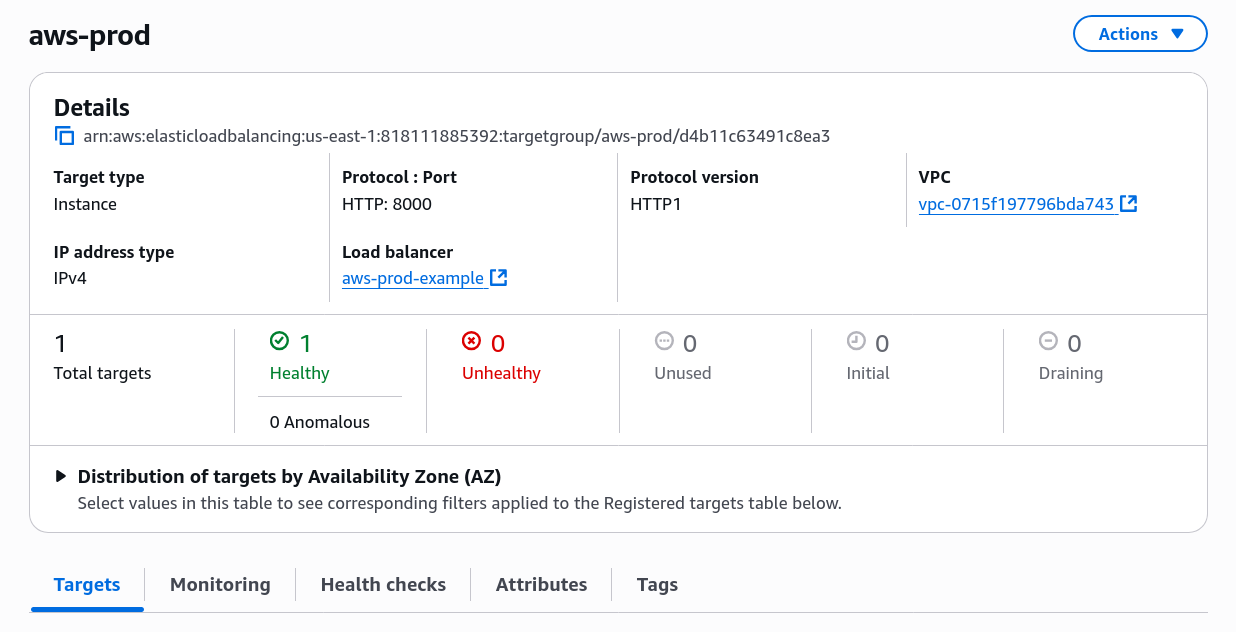 aws-prod
Actions
Details
arn:aws:elasticloadbalancing:us-east-1:818111885392:targetgroup/aws-prod/d4b11c63491c8ea3
Target type
Instance
Protocol : Port
HTTP: 8000
Protocol version
HTTP1
VPC
vpc-0715f197796bda743
IP address type
IPv4
Load balancer
aws-prod-example
1
Total targets
1
Healthy
0 Anomalous
0
Unhealthy
0
Unused
0
Initial
0
Draining
Distribution of targets by Availability Zone (AZ)
Select values in this table to see corresponding filters applied to the Registered targets table below.
Targets
Monitoring
Health checks
Attributes
Tags